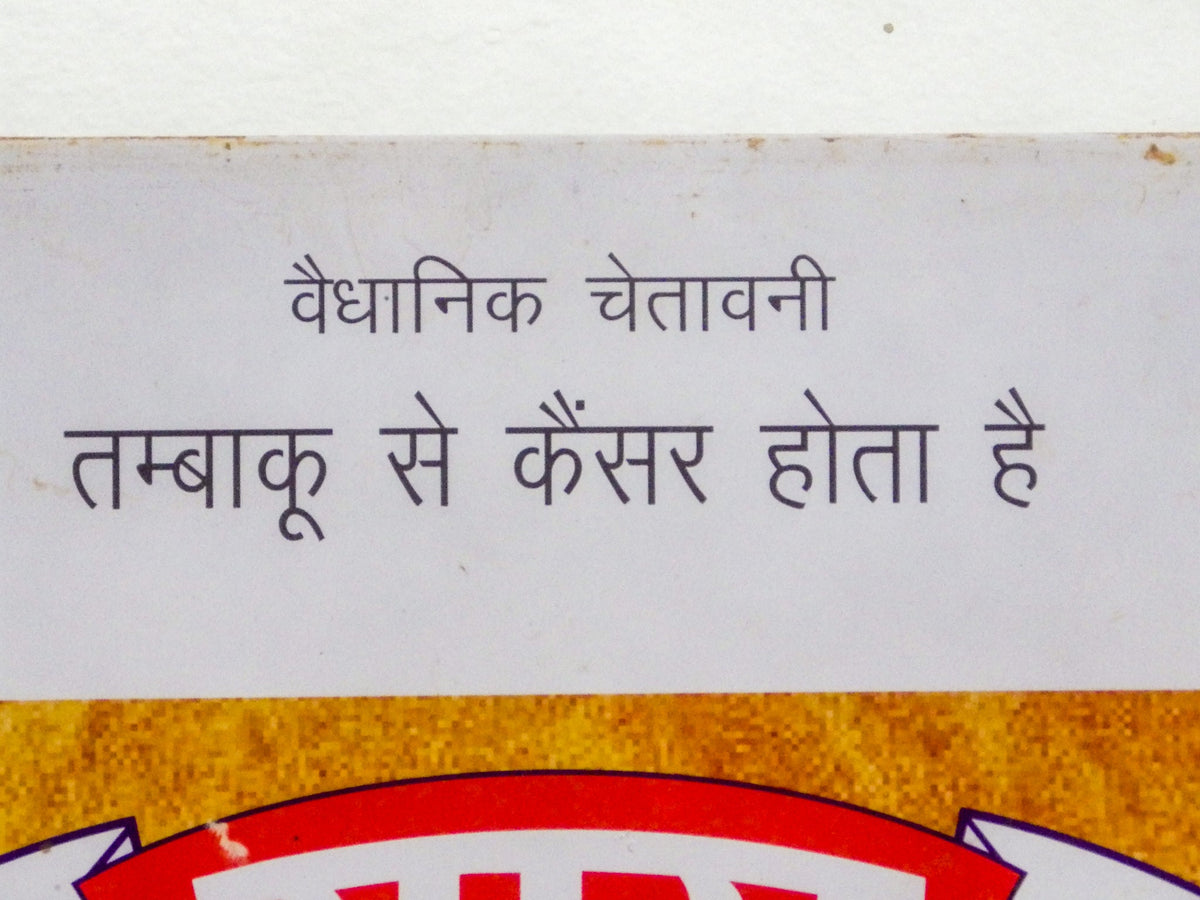 वैधानिक चेतावनी
तम्बाकू से कैंसर होता है